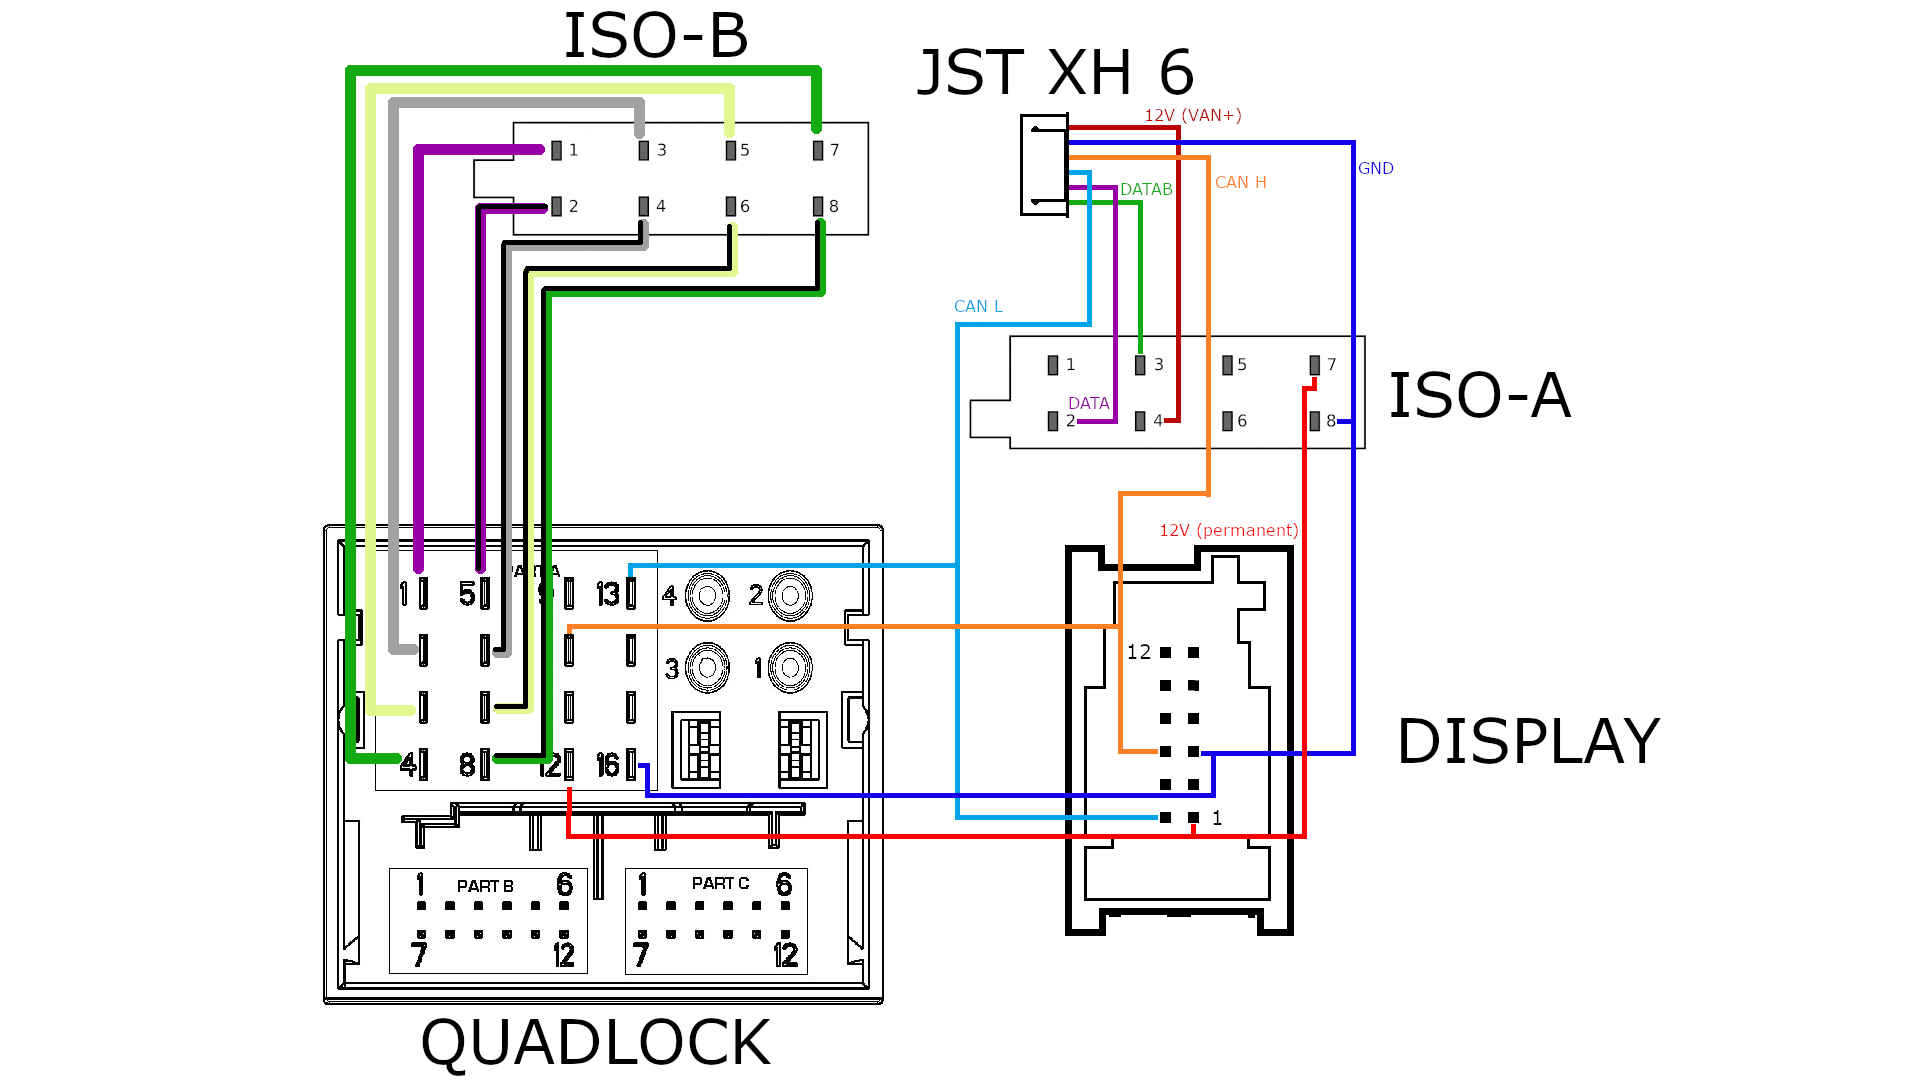 ISO-B
JST XH 6
12V (VAN+)
1 3 5 7
GND
CAN H
DATAB
2 4 6 8
CAN L
1 3 5 7
ISO-A
DATA
2 4 6 8
12V (permanent)
PART A
1 5 9 13 4 2
12
3 1
DISPLAY
4 8 12 16
1
1 PART B 6
1 PART C 6
7 12
7 12
QUADLOCK